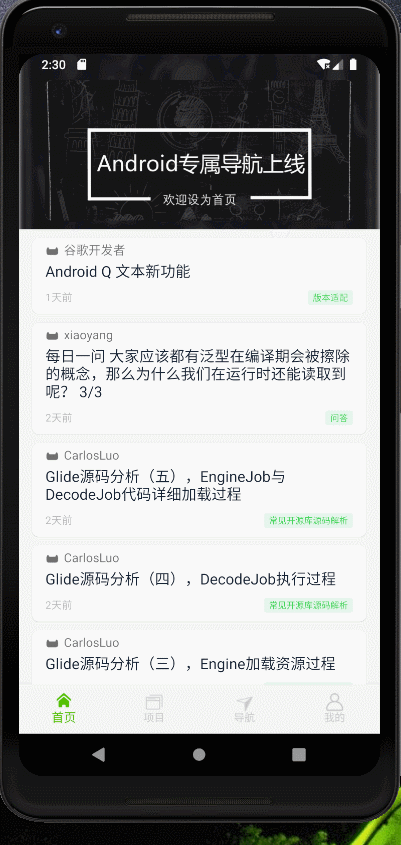 2:30
Android专属导航上线
欢迎设为首页
谷歌开发者
Android Q 文本新功能
1天前
版本适配
xiaoyang
每日一问 大家应该都有泛型在编译期会被擦除
的概念，那么为什么我们在运行时还能读取到
呢？ 3/3
2天前
问答
CarlosLuo
Glide源码分析（五），EngineJob与
DecodeJob代码详细加载过程
2天前
常见开源库源码解析
CarlosLuo
Glide源码分析（四），DecodeJob执行过程
2天前
常见开源库源码解析
CarlosLuo
Glide源码分析（三），Engine加载资源过程
首页
项目
导航
我的